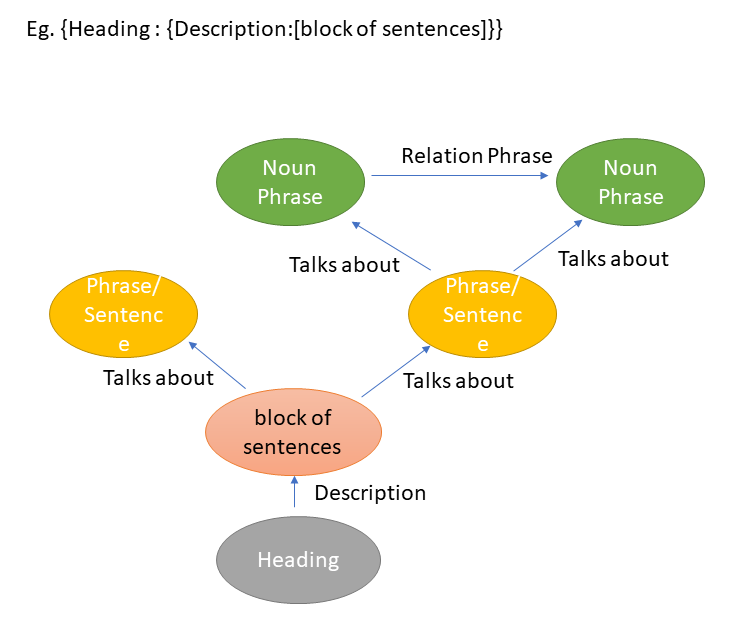 Eg. {Heading : {Description:[block of sentences]}}
Relation Phrase
Noun
Phrase
Noun
Phrase
Talks about
Talks about
Phrase/
Sentenc
e
Phrase/
Sentenc
e
Talks about
Talks about
block of
sentences
Description
Heading